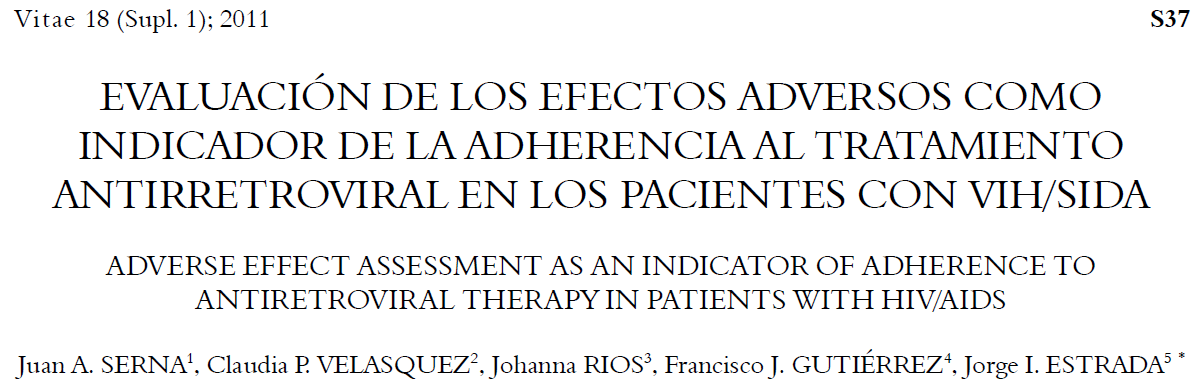 Vitae 18 (Supl. 1); 2011 S37
EVALUACIÓN DE LOS EFECTOS ADVERSOS COMO
INDICADOR DE LA ADHERENCIA AL TRATAMIENTO
ANTIRRETROVIRAL EN LOS PACIENTES CON VIH/SIDA
ADVERSE EFFECT ASSESSMENT AS AN INDICATOR OF ADHERENCE TO
ANTIRETROVIRAL THERAPY IN PATIENTS WITH HIV/AIDS
Juan A. SERNA¹, Claudia P. VELASQUEZ², Johanna RIOS³, Francisco J. GUTIÉRREZ⁴, Jorge I. ESTRADA⁵ *